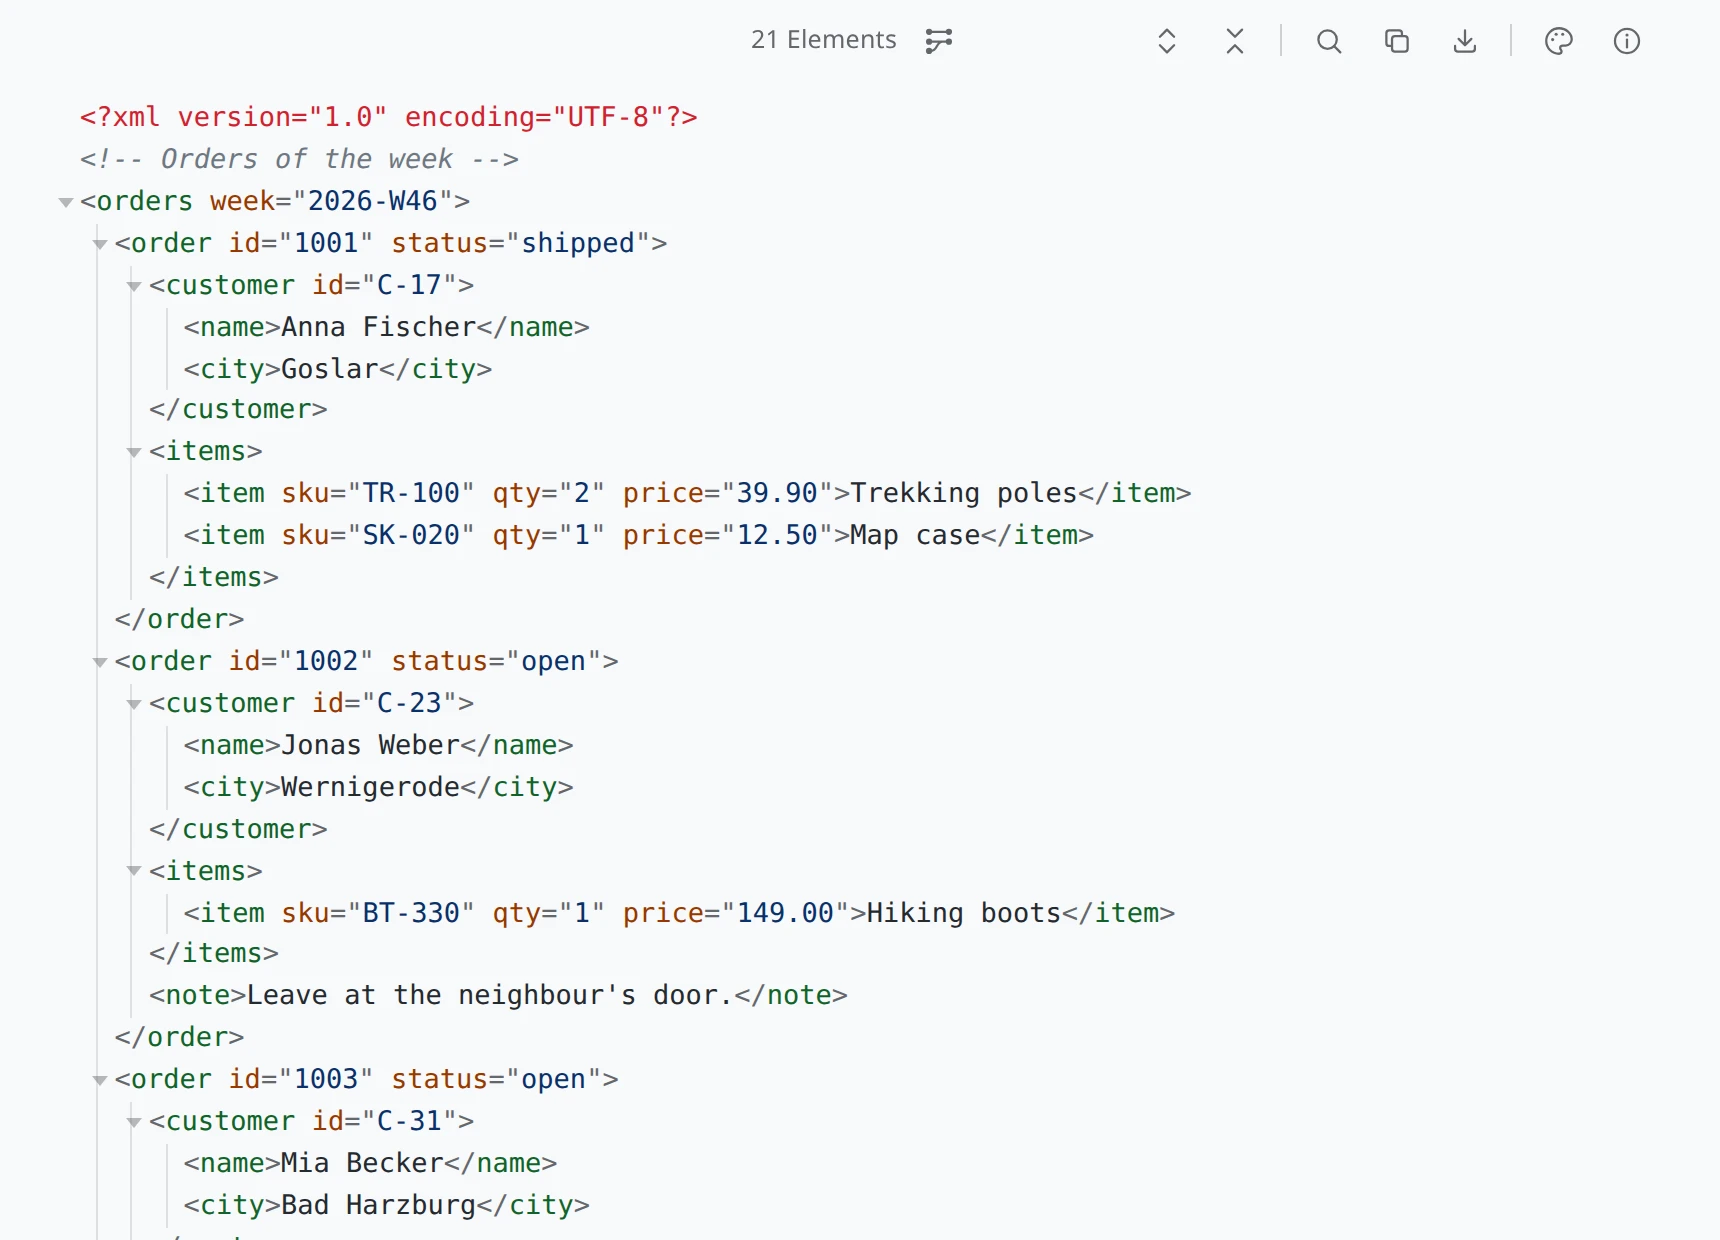 21 Elements
<?xml version="1.0" encoding="UTF-8"?>
<!-- Orders of the week -->
<orders week="2026-W46">
<order id="1001" status="shipped">
<customer id="C-17">
<name>Anna Fischer</name>
<city>Goslar</city>
</customer>
<items>
<item sku="TR-100" qty="2" price="39.90">Trekking poles</item>
<item sku="SK-020" qty="1" price="12.50">Map case</item>
</items>
</order>
<order id="1002" status="open">
<customer id="C-23">
<name>Jonas Weber</name>
<city>Wernigerode</city>
</customer>
<items>
<item sku="BT-330" qty="1" price="149.00">Hiking boots</item>
</items>
<note>Leave at the neighbour's door.</note>
</order>
<order id="1003" status="open">
<customer id="C-31">
<name>Mia Becker</name>
<city>Bad Harzburg</city>